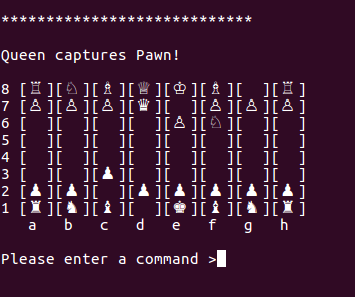 ****************************
Queen captures Pawn!
8 [♖][♘][♗][♕][♔][♗][ ][♖]
7 [♙][♙][♙][♛][ ][♙][♙][♙]
6 [ ][ ][ ][ ][♙][♘][ ][ ]
5 [ ][ ][ ][ ][ ][ ][ ][ ]
4 [ ][ ][ ][ ][ ][ ][ ][ ]
3 [ ][ ][♟][ ][ ][ ][ ][ ]
2 [♟][♟][ ][♟][♟][♟][♟][♟]
1 [♜][♞][♝][ ][♚][♝][♞][♜]
a b c d e f g h
Please enter a command >